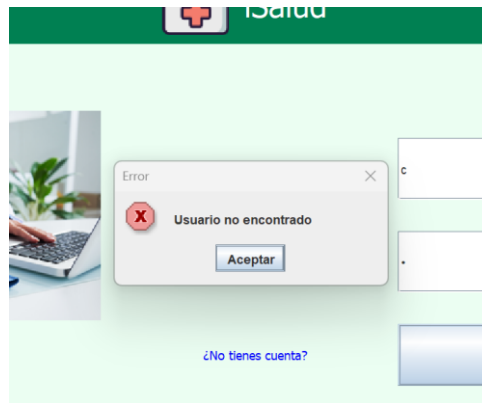 iSalud
Error
c
Usuario no encontrado
Aceptar
¿No tienes cuenta?